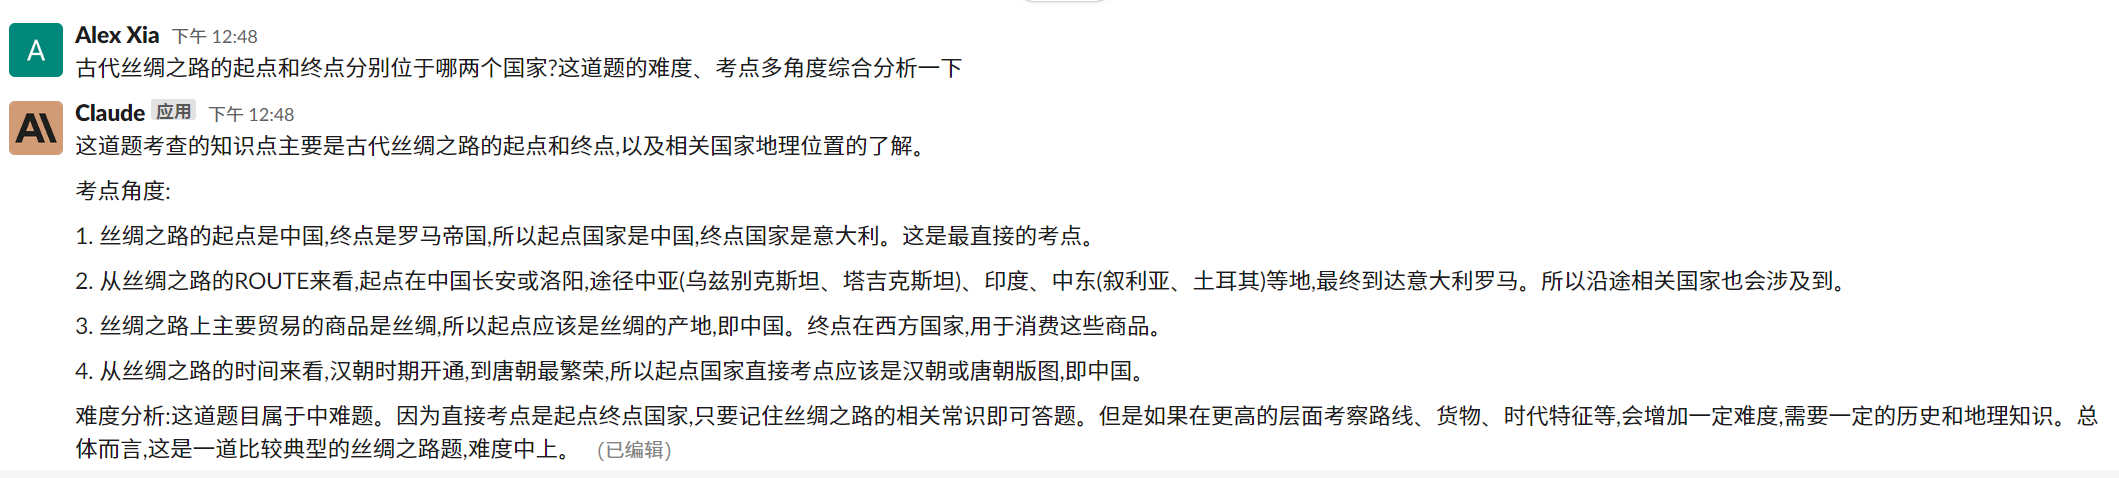 A
Alex Xia 下午 12:48
古代丝绸之路的起点和终点分别位于哪两个国家?这道题的难度、考点多角度综合分析一下
Claude 应用 下午 12:48
这道题考查的知识点主要是古代丝绸之路的起点和终点,以及相关国家地理位置的了解。
考点角度:
1. 丝绸之路的起点是中国,终点是罗马帝国,所以起点国家是中国,终点国家是意大利。这是最直接的考点。
2. 从丝绸之路的ROUTE来看,起点在中国长安或洛阳,途径中亚(乌兹别克斯坦、塔吉克斯坦)、印度、中东(叙利亚、土耳其)等地,最终到达意大利罗马。所以沿途相关国家也会涉及到。
3. 丝绸之路上主要贸易的商品是丝绸,所以起点应该是丝绸的产地,即中国。终点在西方国家,用于消费这些商品。
4. 从丝绸之路的时间来看,汉朝时期开通,到唐朝最繁荣,所以起点国家直接考点应该是汉朝或唐朝版图,即中国。
难度分析:这道题目属于中难题。因为直接考点是起点终点国家,只要记住丝绸之路的相关常识即可答题。但是如果在更高的层面考察路线、货物、时代特征等,会增加一定难度,需要一定的历史和地理知识。总
体而言,这是一道比较典型的丝绸之路题,难度中上。 (已编辑)